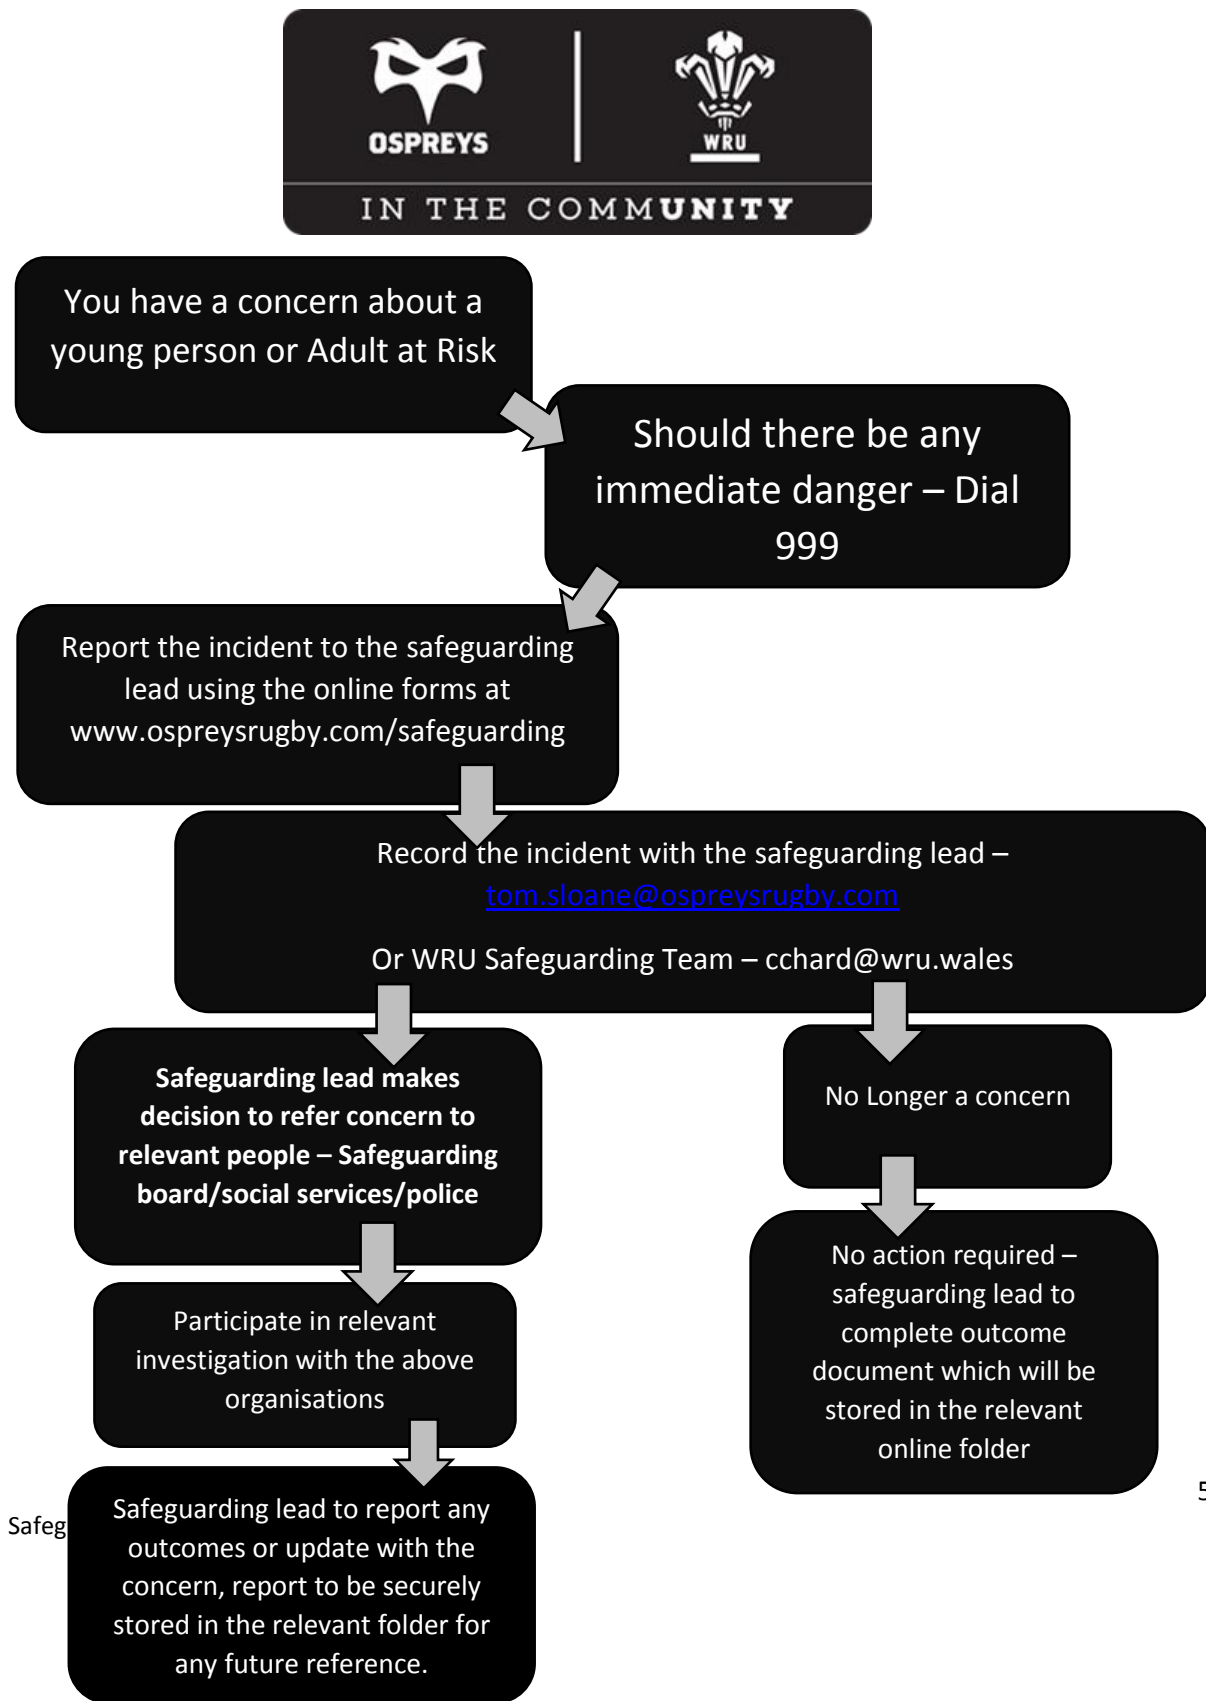 OSPREYS
WRU
IN THE COMMUNITY
You have a concern about a
young person or Adult at Risk
Should there be any
immediate danger – Dial
999
Report the incident to the safeguarding
lead using the online forms at
www.ospreysrugby.com/safeguarding
Record the incident with the safeguarding lead –
tom.sloane@ospreysrugby.com
Or WRU Safeguarding Team – cchard@wru.wales
Safeguarding lead makes
decision to refer concern to
relevant people – Safeguarding
board/social services/police
No Longer a concern
Participate in relevant
investigation with the above
organisations
No action required –
safeguarding lead to
complete outcome
document which will be
stored in the relevant
online folder
Safeguarding lead to report any
outcomes or update with the
concern, report to be securely
stored in the relevant folder for
any future reference.
Safeg
5